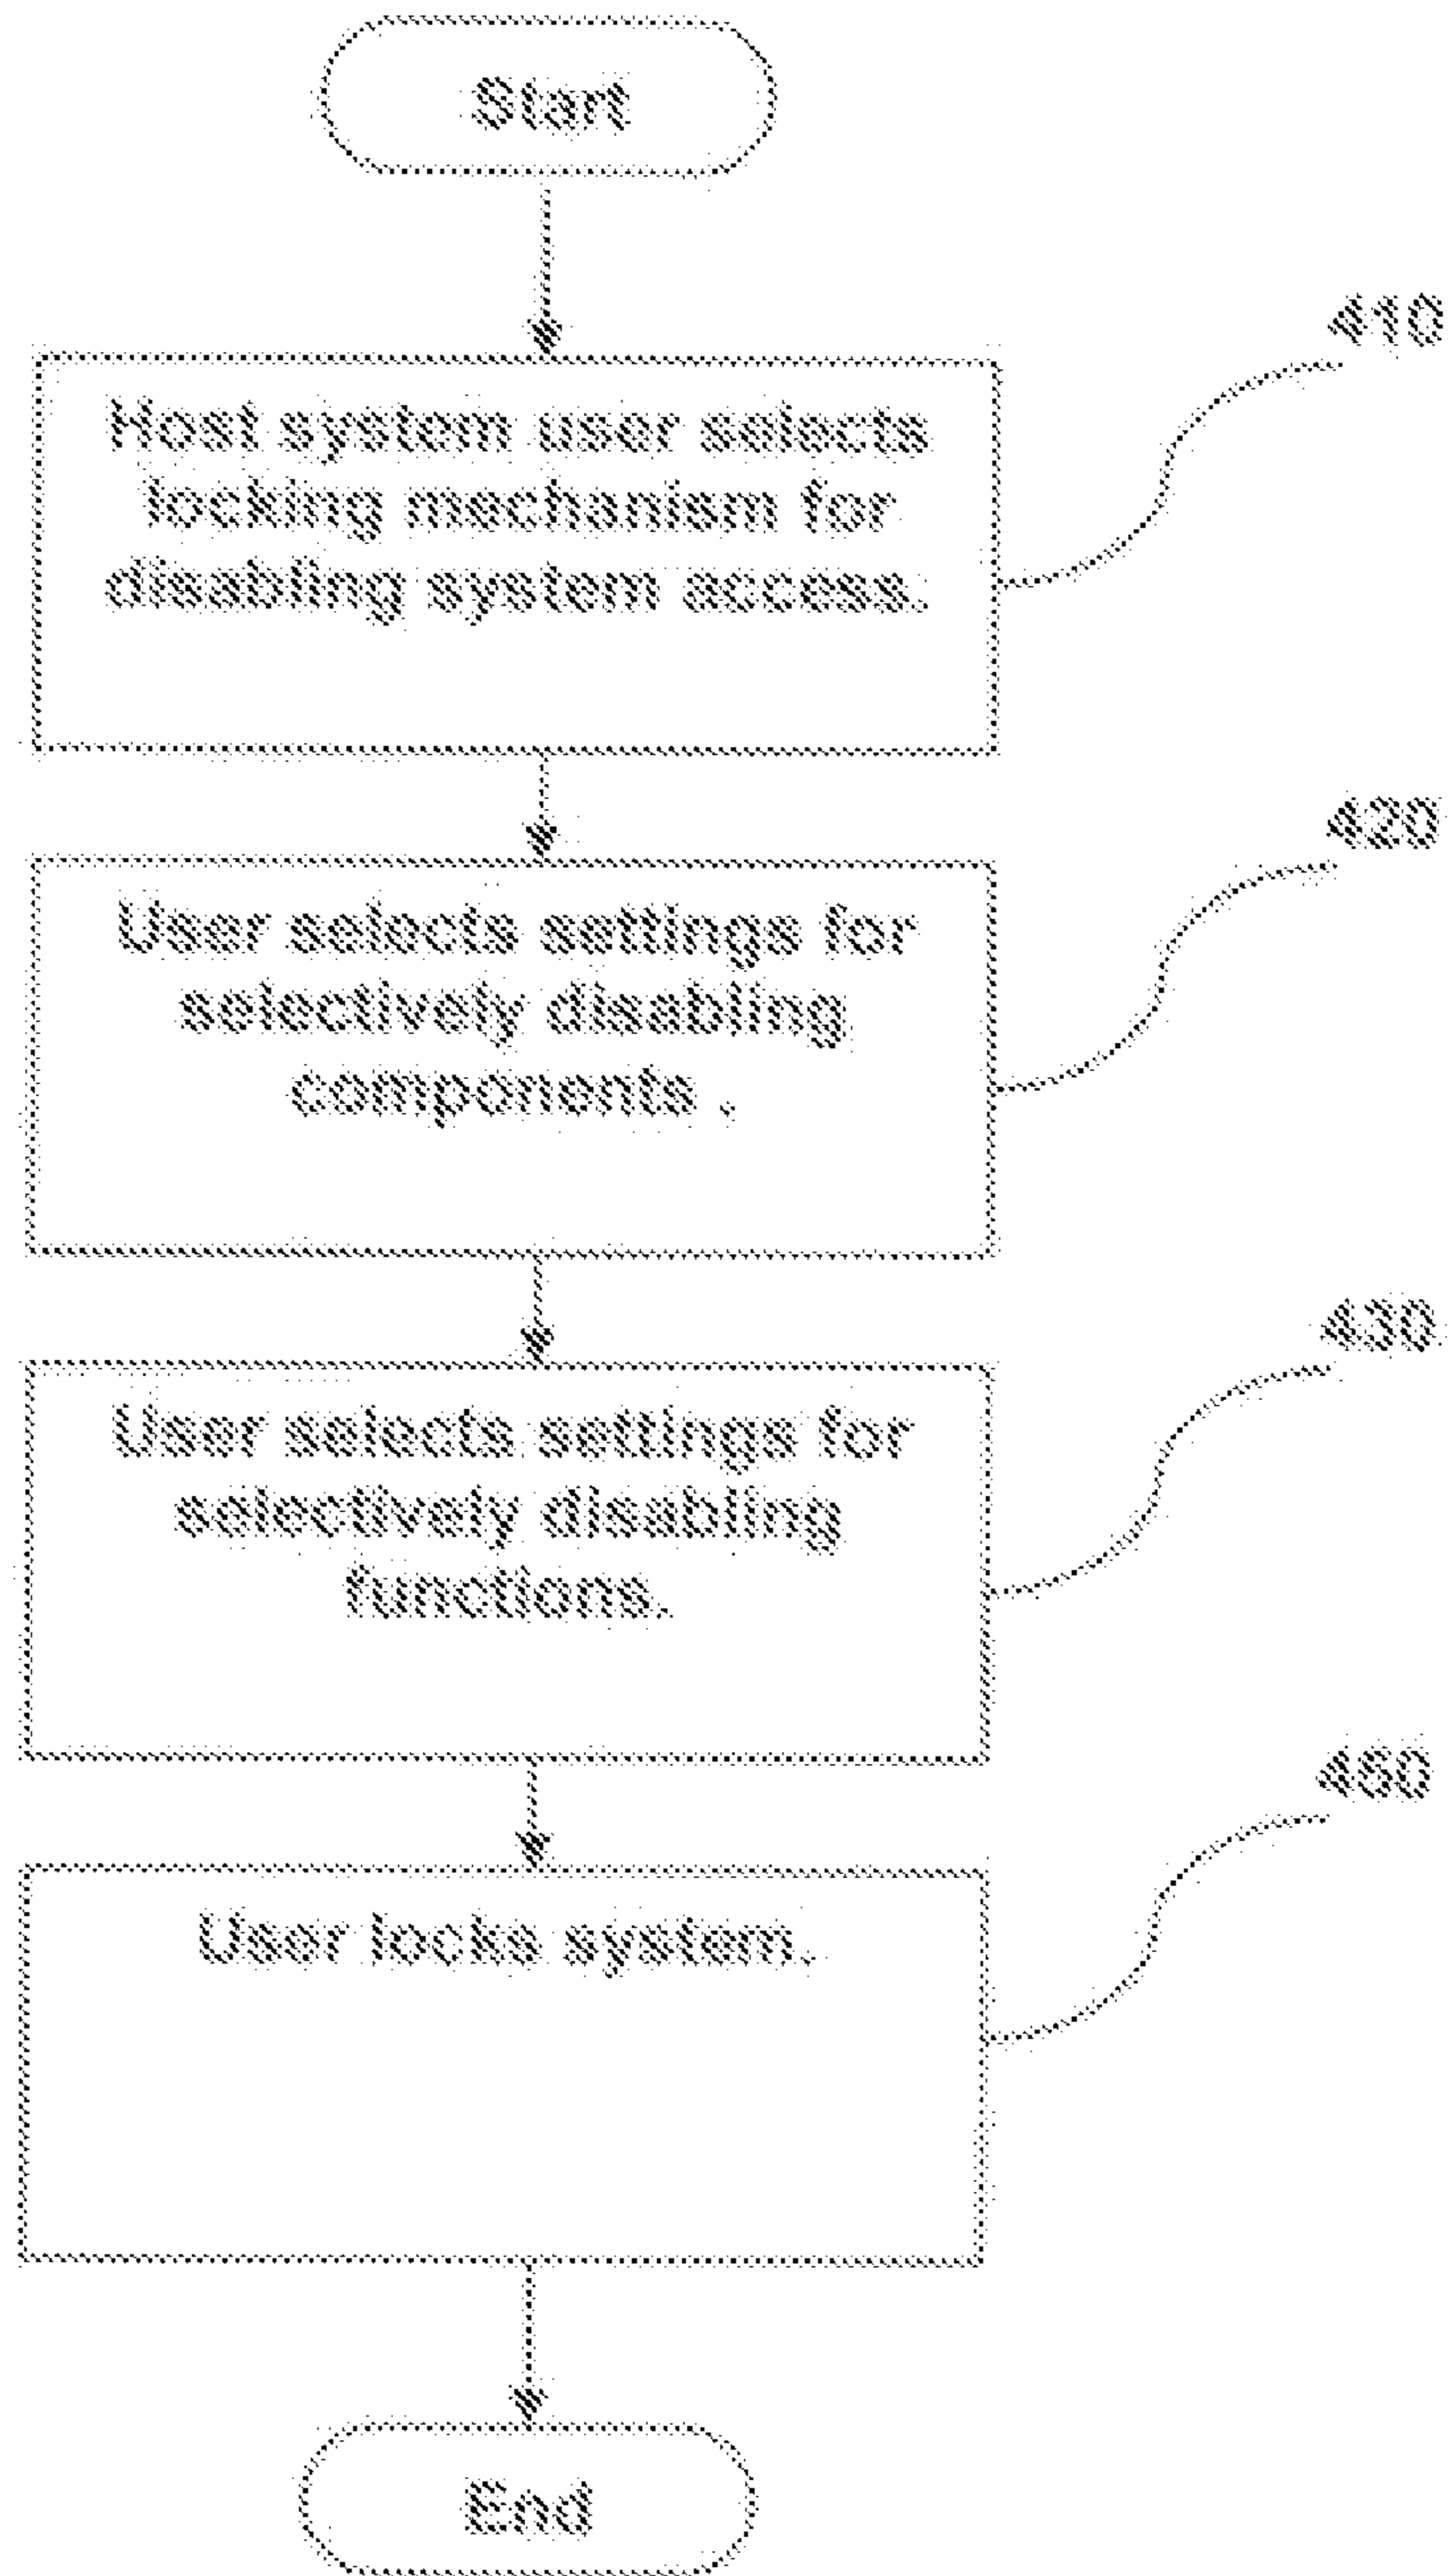 Start
410
Host system user selects
locking mechanism for
disabling system access.
420
User selects settings for
selectively disabling
components .
430
User selects settings for
selectively disabling
functions.
User locks system.
End